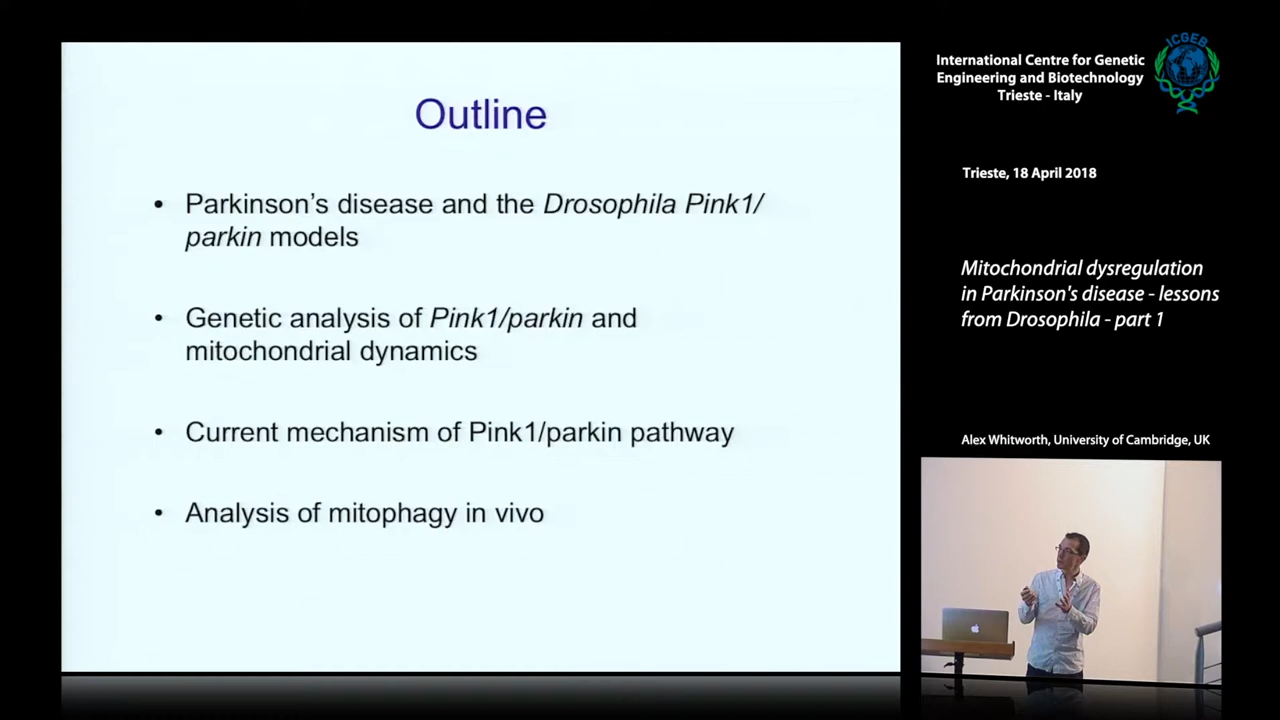 Outline
• Parkinson's disease and the Drosophila Pink1/
parkin models
• Genetic analysis of Pink1/parkin and
mitochondrial dynamics
• Current mechanism of Pink1/parkin pathway
• Analysis of mitophagy in vivo
International Centre for Genetic
Engineering and Biotechnology
Trieste - Italy
ICGEB
Trieste, 18 April 2018
Mitochondrial dysregulation
in Parkinson's disease - lessons
from Drosophila - part 1
Alex Whitworth, University of Cambridge, UK